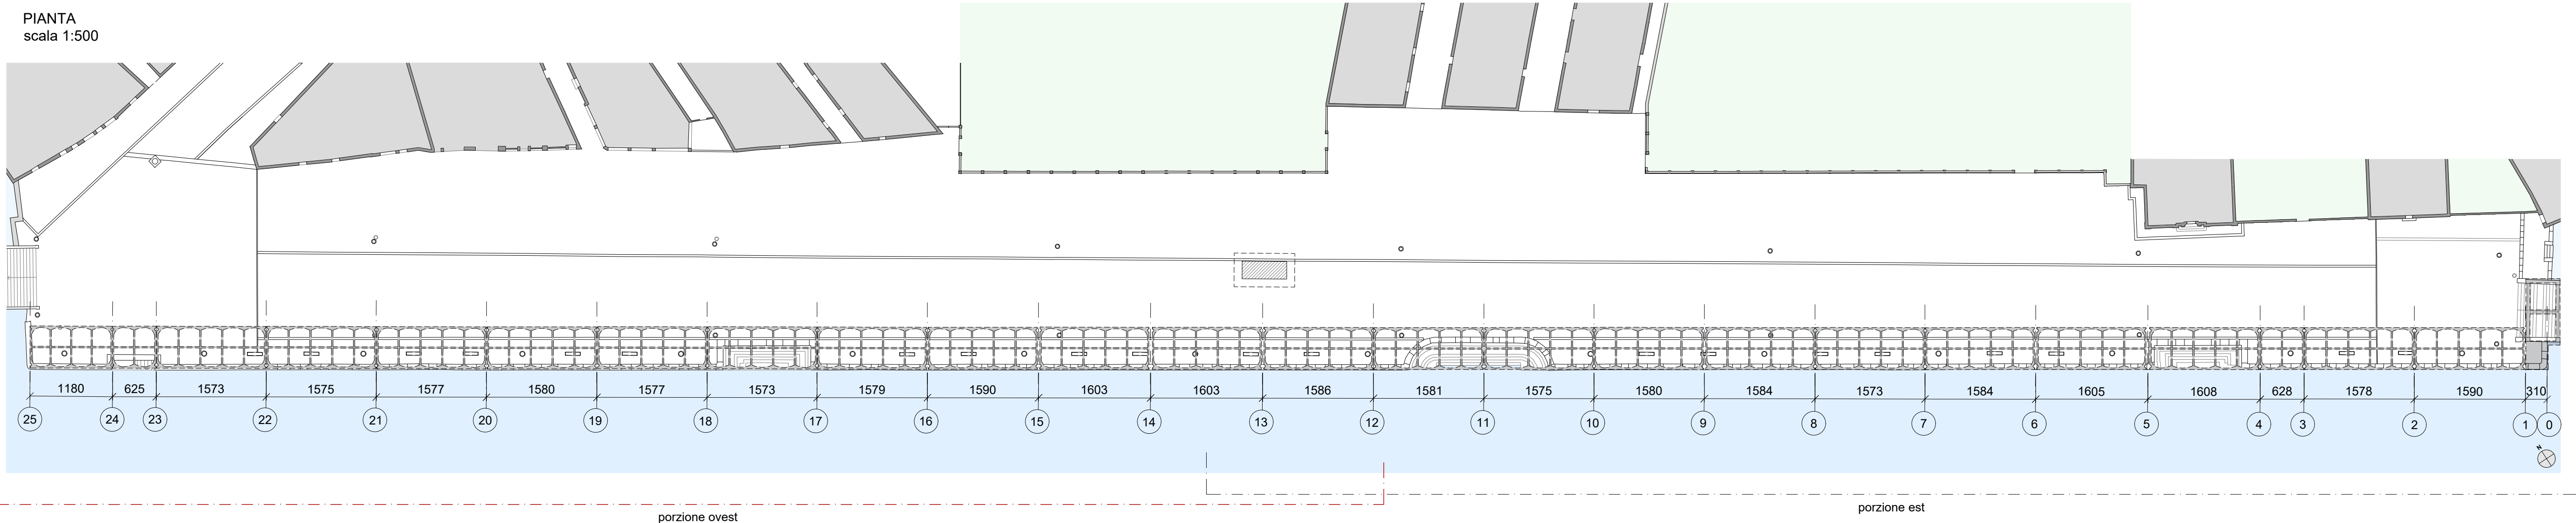 PIANTA
scala 1:500
1180 625 1573 1575 1577 1580 1577 1573 1579 1590 1603 1603 1586 1581 1575 1580 1584 1573 1584 1605 1608 628 1578 1590 310
25 24 23 22 21 20 19 18 17 16 15 14 13 12 11 10 9 8 7 6 5 4 3 2 1 0
N
porzione ovest porzione est